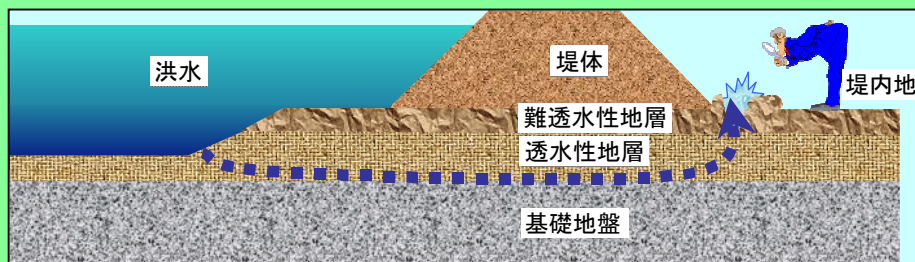 洪水
堤体
堤内地
難透水性地層
透水性地層
基礎地盤